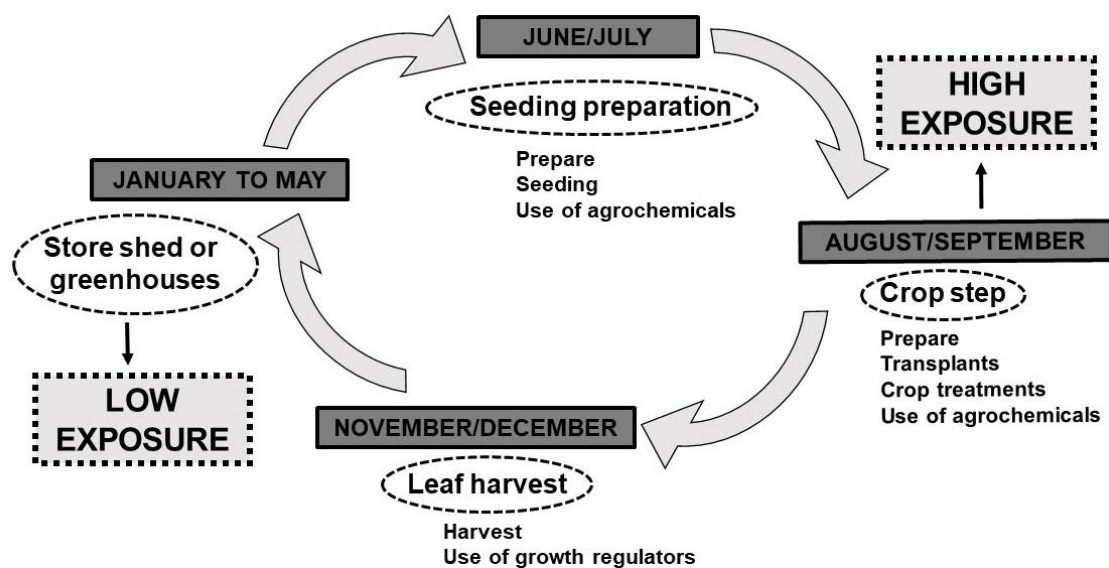 JUNE/JULY
Seeding preparation
Prepare
Seeding
Use of agrochemicals
HIGH
EXPOSURE
AUGUST/SEPTEMBER
Crop step
Prepare
Transplants
Crop treatments
Use of agrochemicals
NOVEMBER/DECEMBER
Leaf harvest
Harvest
Use of growth regulators
JANUARY TO MAY
Store shed or
greenhouses
LOW
EXPOSURE